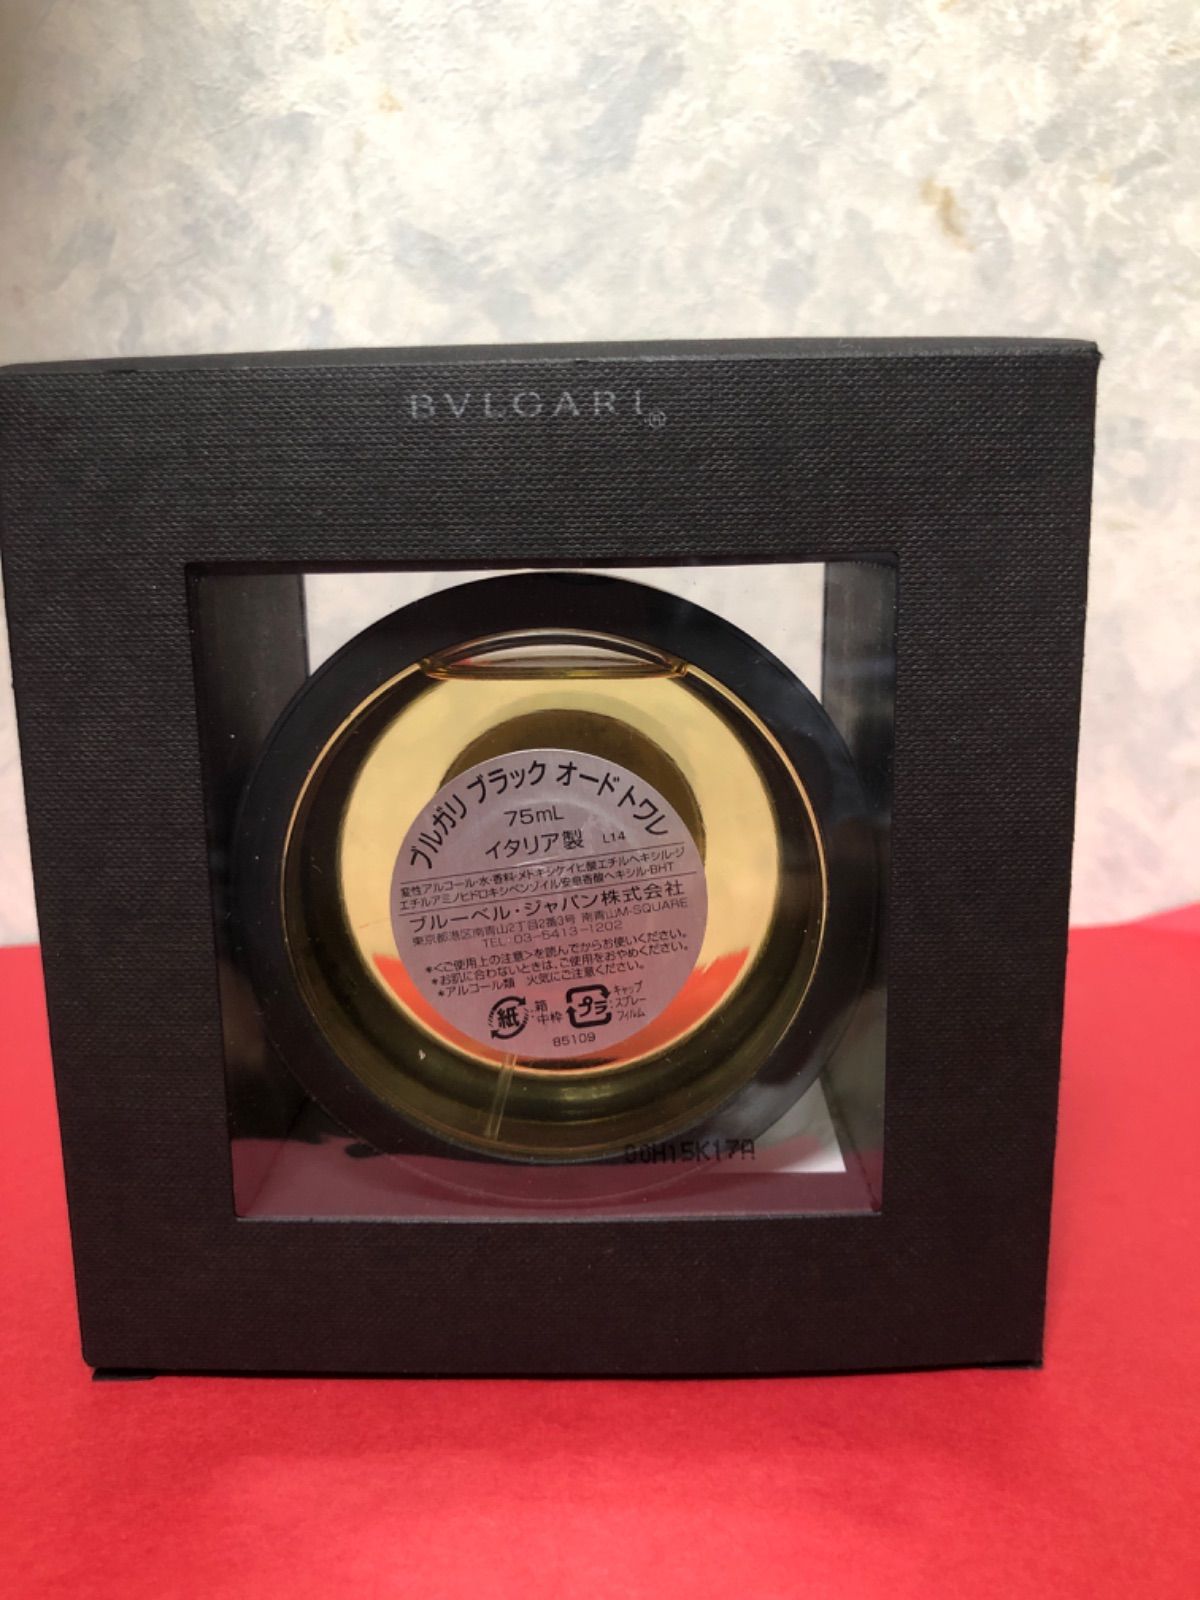 BVLGARI®
ブルガリ ブラック オード トワレ
75mL
イタリア製 L14
変性アルコール・水・香料・メトキシケイヒ酸エチルヘキシル・ジ
エチルアミノヒドロキシベンゾイル安息香酸ヘキシル・BHT
ブルーベル・ジャパン株式会社
東京都港区南青山2丁目2番3号 南青山M-SQUARE
TEL:03-5413-1202
*<ご使用上の注意>を読んでからお使いください。
*お肌に合わないときは、ご使用をおやめください。
*アルコール類 火気にご注意ください。
紙 :箱・中枠 プラ :キャップ スプレー フィルム
85109
00H15K17A